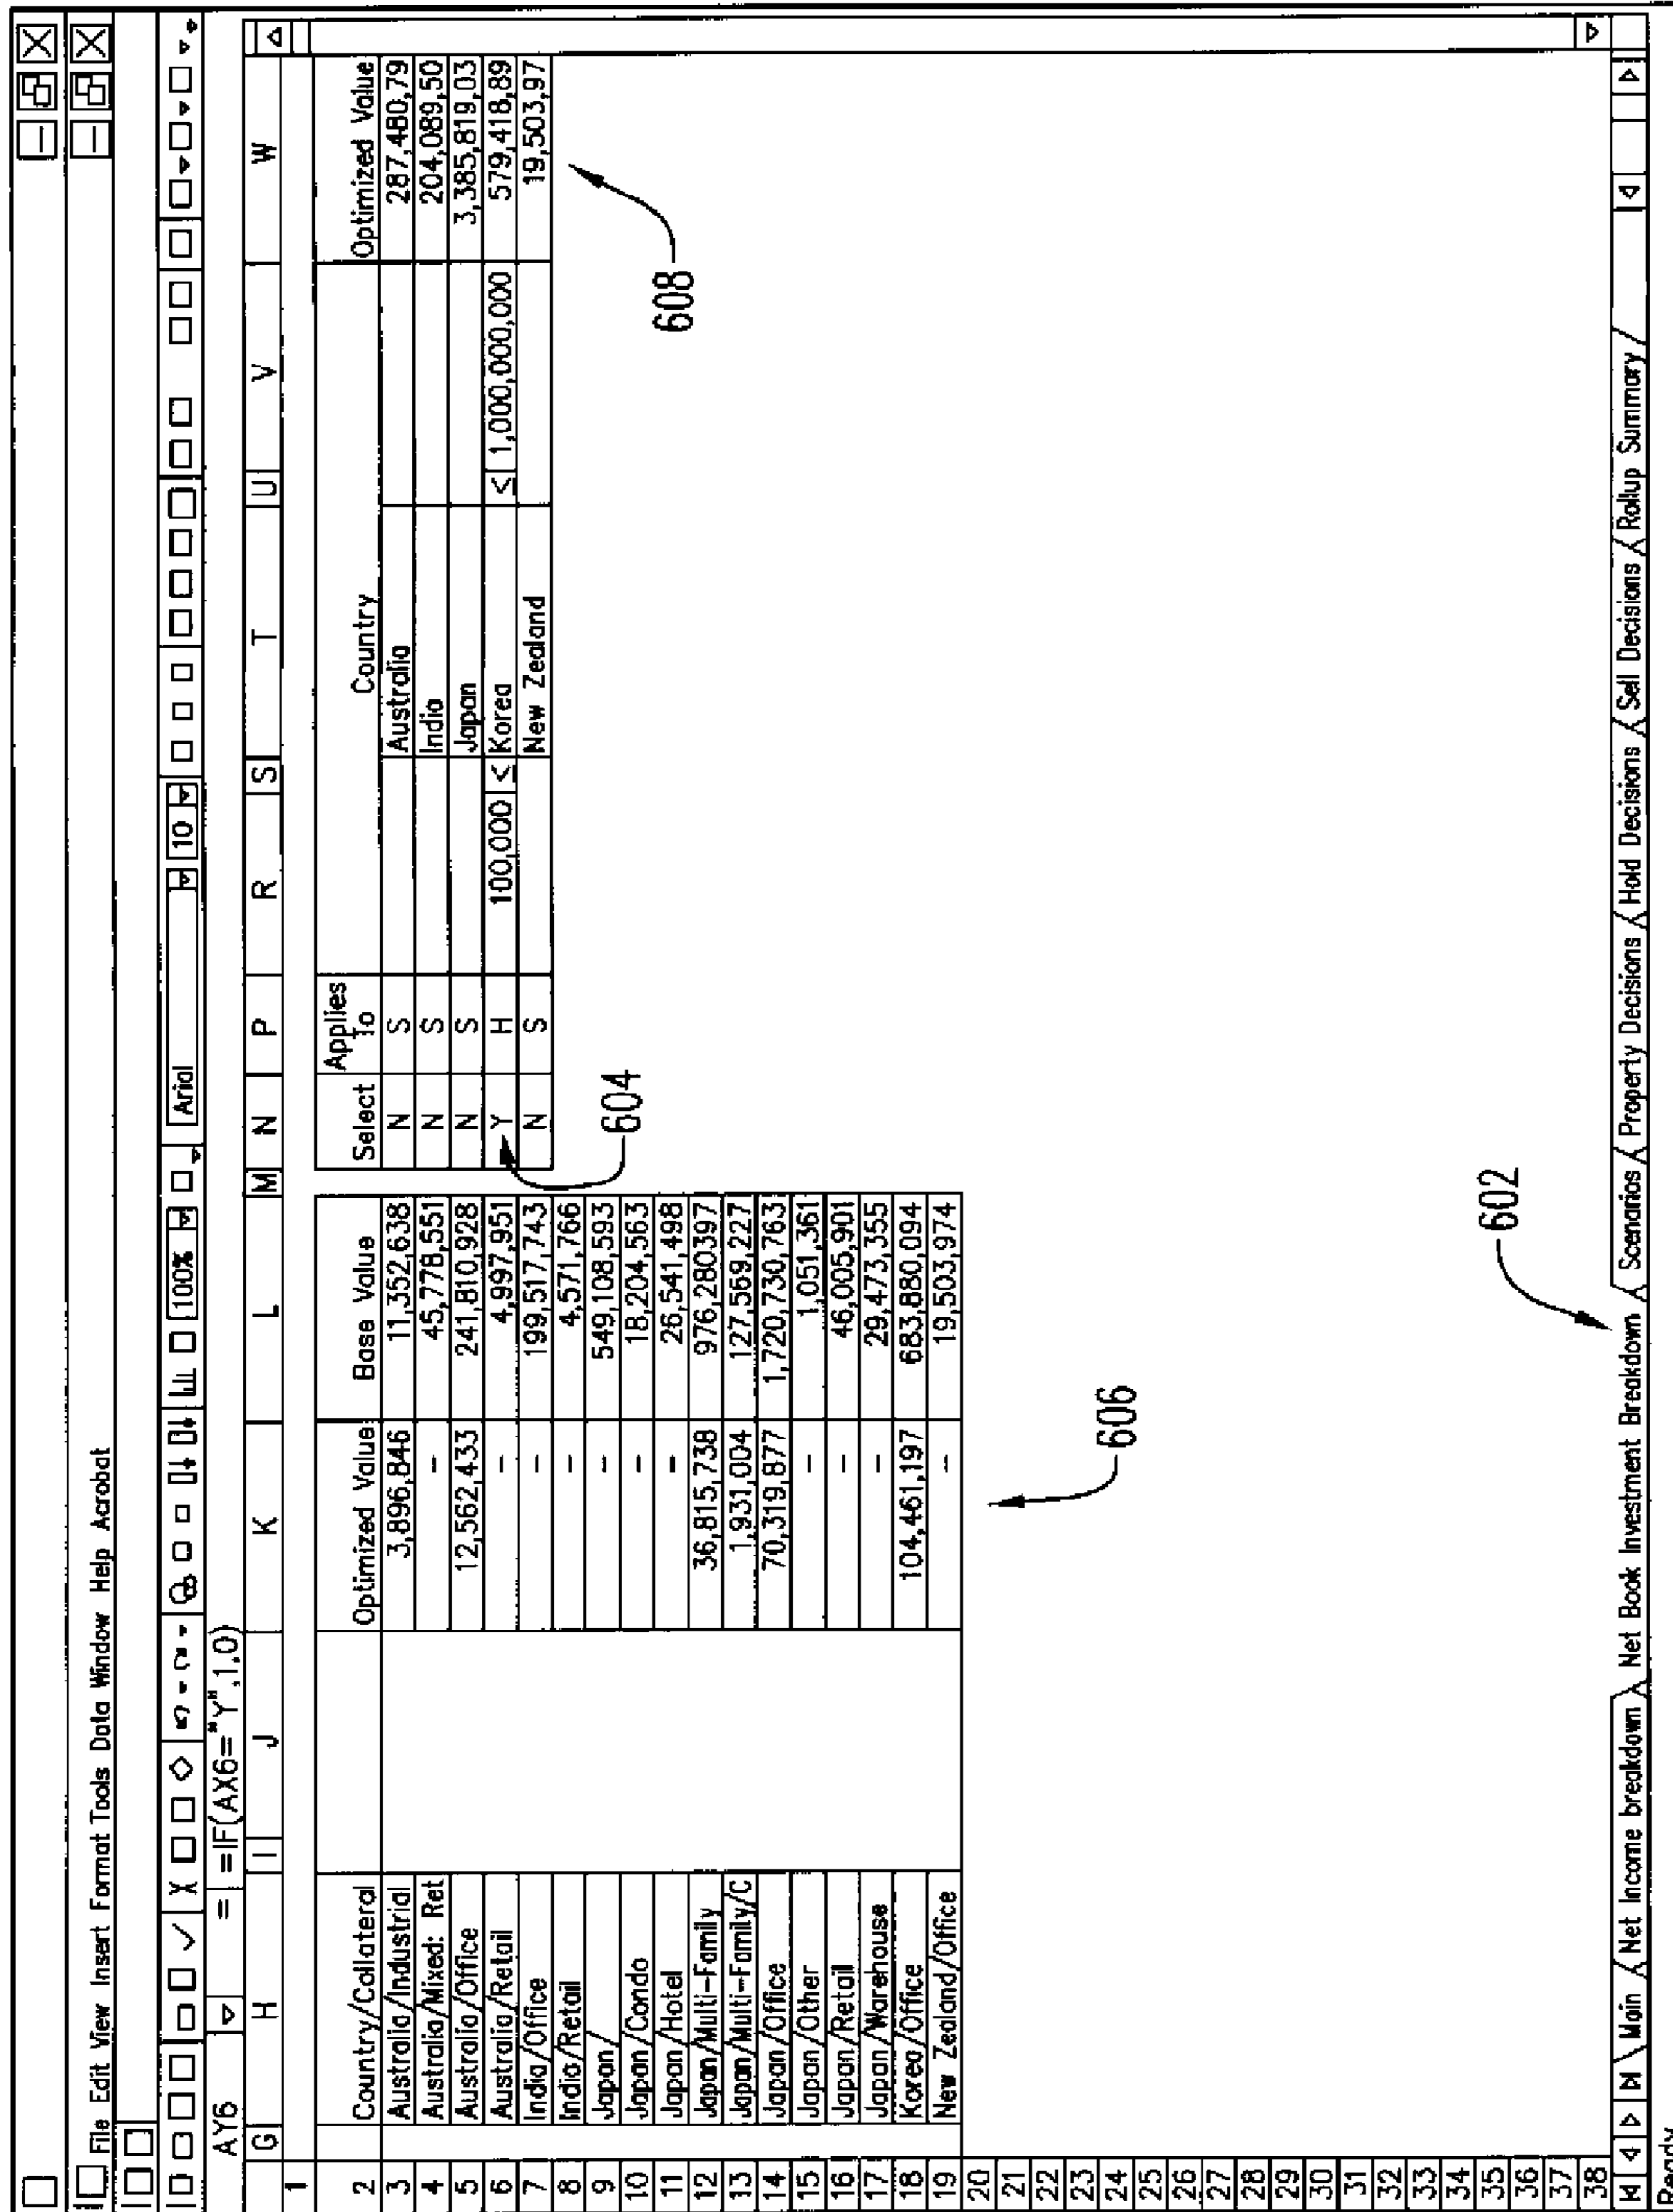 File Edit View Insert Format Tools Data Window Help Acrobat
100% Arial 10
AY6 = =IF(AX6="Y",1,0)
G H I J K L M N P R S T U V W
1
2 Country/Collateral Optimized Value Base Value Select Applies To Country Optimized Value
3 Australia/Industrial 3,896,846 11,352,638 N S Australia 287,480,79
4 Australia/Mixed: Ret – 45,778,551 N S India 204,089,50
5 Australia/Office 12,562,433 241,810,928 N S Japan 3,385,819,03
6 Australia/Retail – 4,997,951 Y H 100,000 ≤ Korea ≤ 1,000,000,000 579,418,89
7 India/Office – 199,517,743 N S New Zealand 19,503,97
8 India/Retail – 4,571,766
9 Japan/ – 549,108,593
10 Japan/Condo – 18,204,563
11 Japan/Hotel – 26,541,498
12 Japan/Multi-Family 36,815,738 976,280397
13 Japan/Multi-Family/C 1,931,004 127,569,227
14 Japan/Office 70,319,877 1,720,730,763
15 Japan/Other – 1,051,361
16 Japan/Retail – 46,005,901
17 Japan/Warehouse – 29,473,355
18 Korea/Office 104,461,197 683,880,094
19 New Zealand/Office – 19,503,974
604
608
606
602
20
21
22
23
24
25
26
27
28
29
30
31
32
33
34
35
36
37
38
Main / Net Income breakdown / Net Book Investment Breakdown / Scenarios / Property Decisions / Hold Decisions / Sell Decisions / Rollup Summary /
Ready